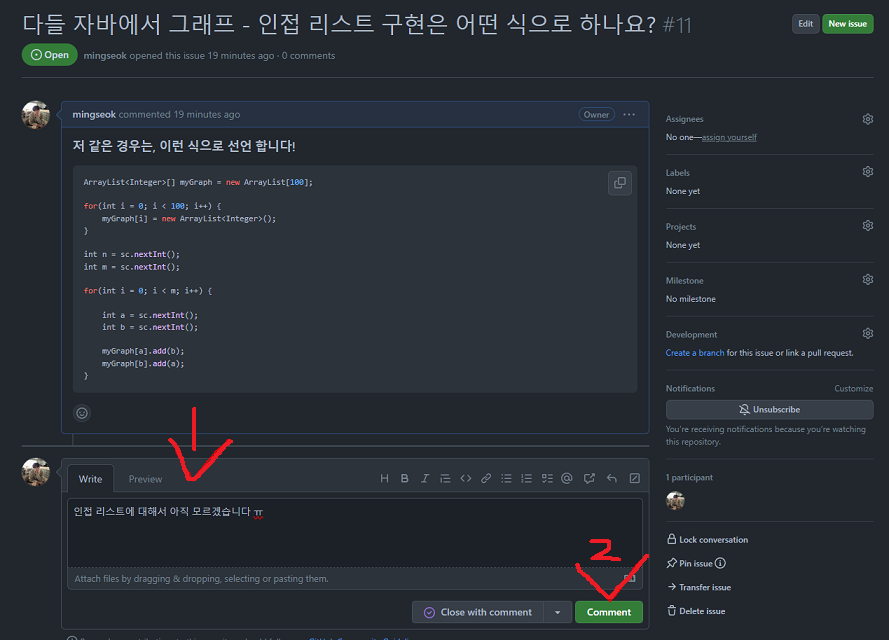 다들 자바에서 그래프 - 인접 리스트 구현은 어떤 식으로 하나요? #11
Edit
New issue
Open
mingseok opened this issue 19 minutes ago · 0 comments
mingseok commented 19 minutes ago
Owner
저 같은 경우는, 이런 식으로 선언 합니다!
ArrayList<Integer>[] myGraph = new ArrayList[100];
for(int i = 0; i < 100; i++) {
myGraph[i] = new ArrayList<Integer>();
}
int n = sc.nextInt();
int m = sc.nextInt();
for(int i = 0; i < m; i++) {
int a = sc.nextInt();
int b = sc.nextInt();
myGraph[a].add(b);
myGraph[b].add(a);
}
Write
Preview
인접 리스트에 대해서 아직 모르겠습니다 ㅠ
Attach files by dragging & dropping, selecting or pasting them.
2
Close with comment
Comment
Assignees
No one—assign yourself
Labels
None yet
Projects
None yet
Milestone
No milestone
Development
Create a branch for this issue or link a pull request.
Notifications
Customize
Unsubscribe
You're receiving notifications because you're watching
this repository.
1 participant
Lock conversation
Pin issue
Transfer issue
Delete issue